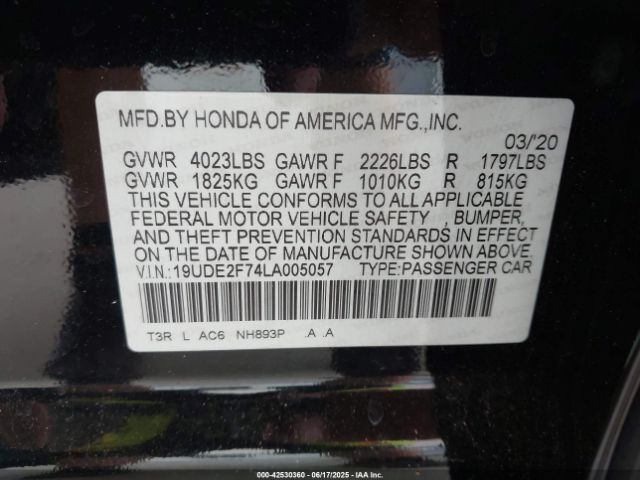 MFD.BY HONDA OF AMERICA MFG.,INC.
03/'20
GVWR 4023LBS GAWR F 2226LBS R 1797LBS
GVWR 1825KG GAWR F 1010KG R 815KG
THIS VEHICLE CONFORMS TO ALL APPLICABLE
FEDERAL MOTOR VEHICLE SAFETY , BUMPER,
AND THEFT PREVENTION STANDARDS IN EFFECT
ON THE DATE OF MANUFACTURE SHOWN ABOVE.
V.I.N.:19UDE2F74LA005057 TYPE:PASSENGER CAR
T3R L AC6 NH893P .A .A
000-42530360 - 06/17/2025 - IAA Inc.